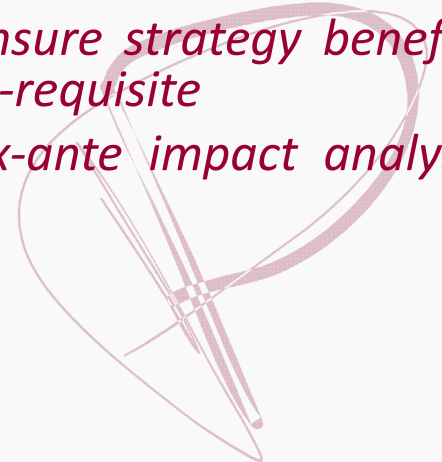 nsure strategy benef
-requisite
x-ante impact analy